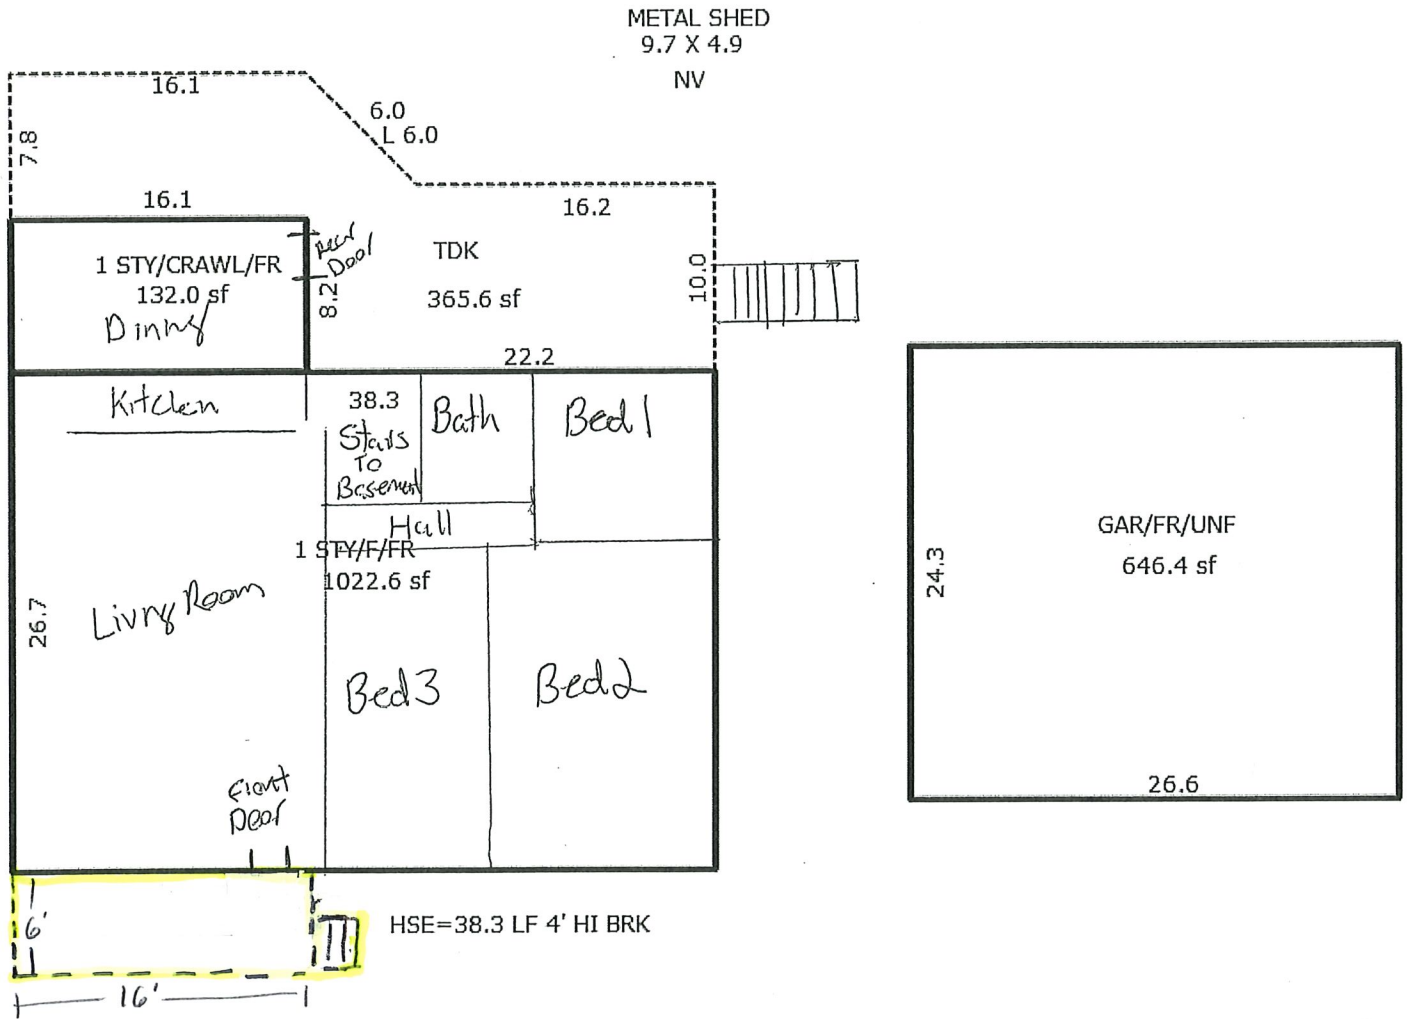 METAL SHED
9.7 X 4.9
NV
16.1
6.0
L 6.0
7.8
16.1
16.2
Rear
Door
1 STY/CRAWL/FR
132.0 sf
Dining
8.2
TDK
365.6 sf
10.0
22.2
Kitchen
38.3
Stairs
To
Basement
Bath
Bed 1
Hall
1 STY/F/FR
1022.6 sf
Living Room
26.7
Bed 3
Bed 2
Front
Door
GAR/FR/UNF
646.4 sf
24.3
26.6
6'
16'
HSE=38.3 LF 4' HI BRK